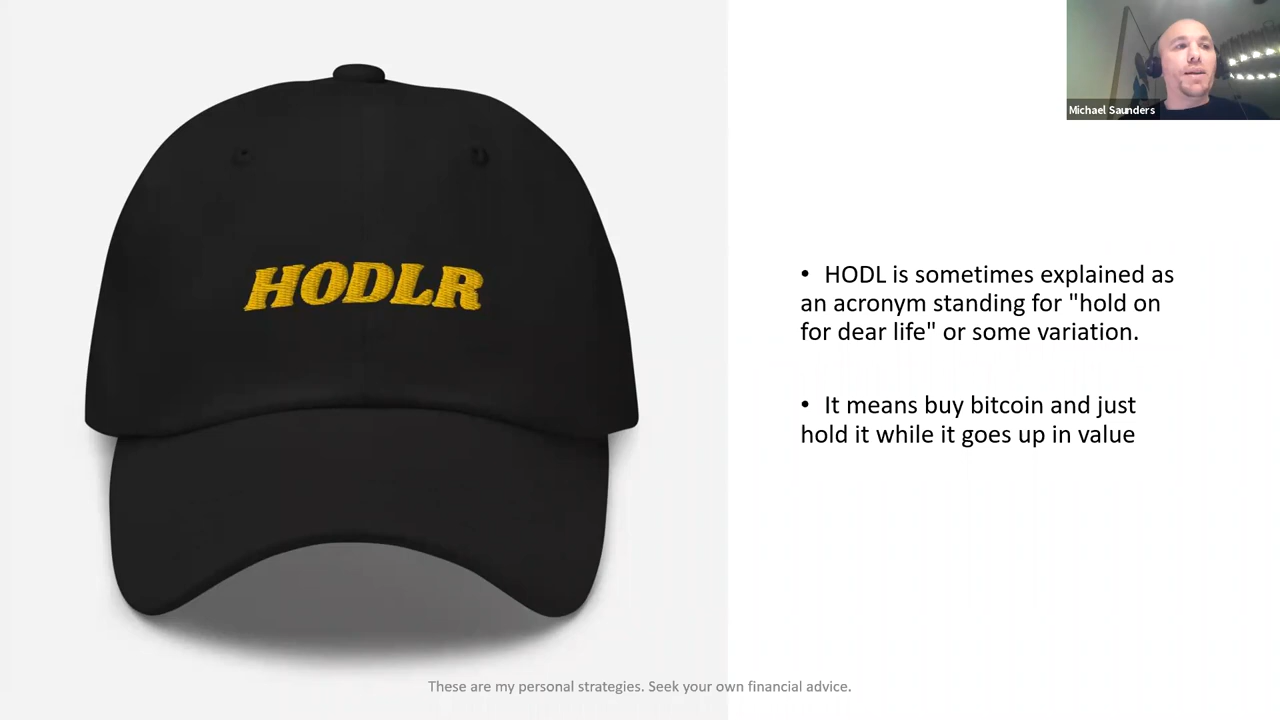 HODLR
Michael Saunders
• HODL is sometimes explained as
an acronym standing for "hold on
for dear life" or some variation.
• It means buy bitcoin and just
hold it while it goes up in value
These are my personal strategies. Seek your own financial advice.